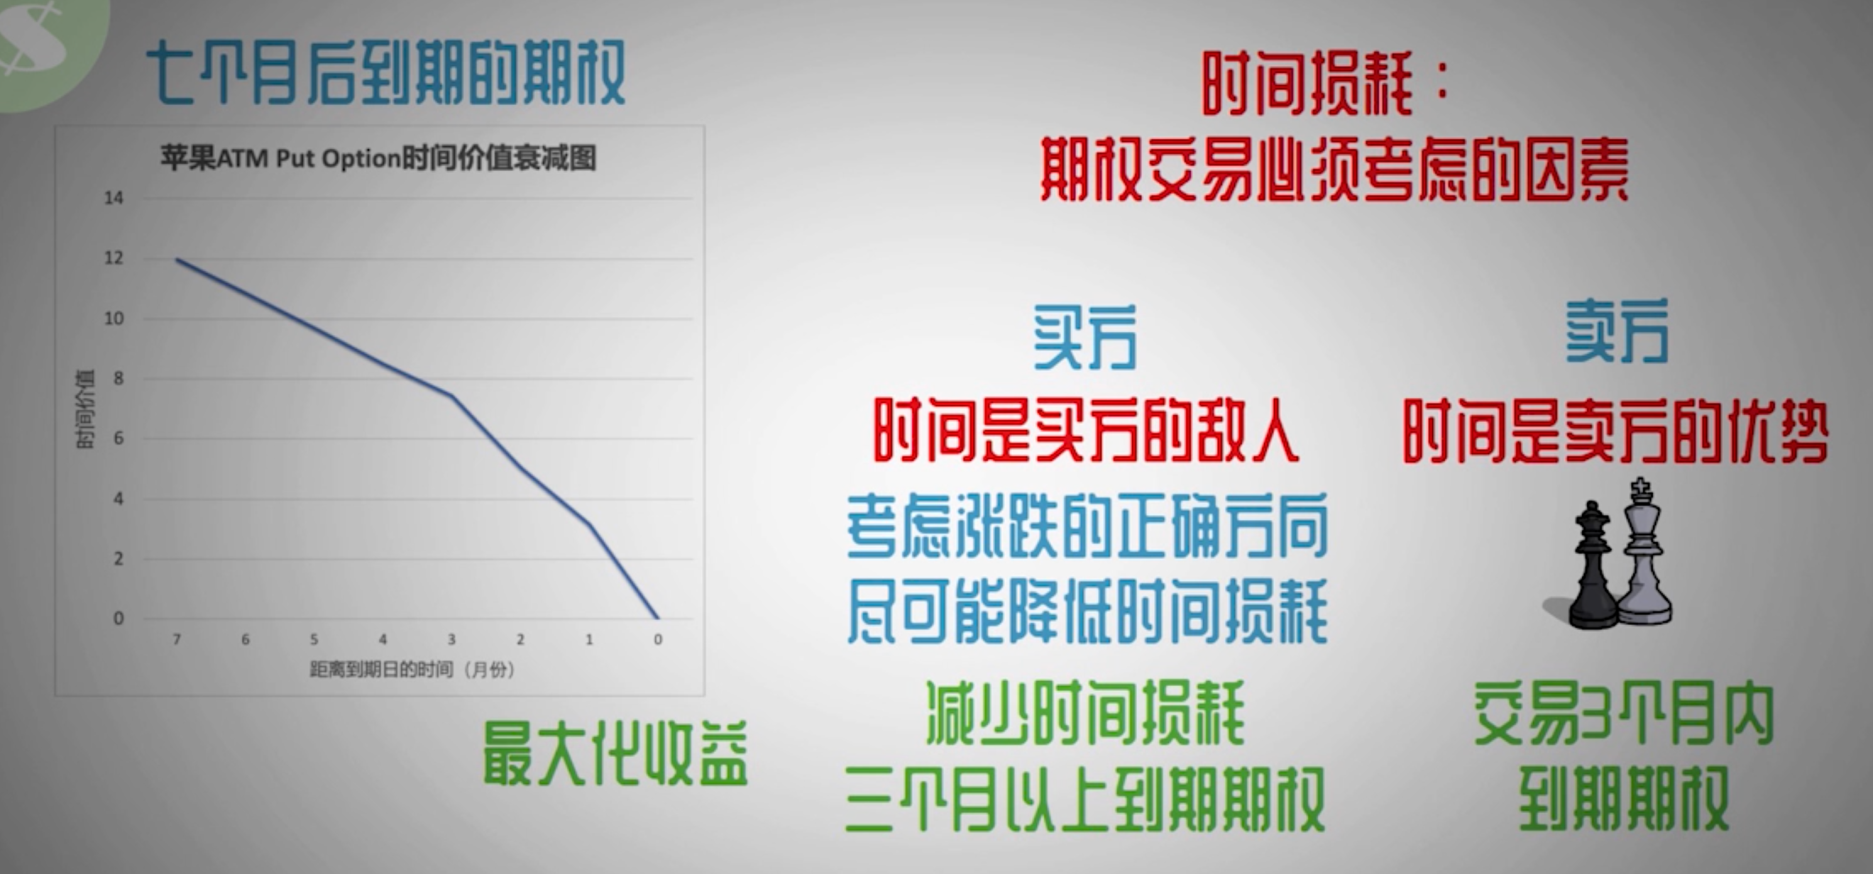 七个月后到期的期权
苹果ATM Put Option时间价值衰减图
14
12
10
8
6
4
2
0
时间价值
7 6 5 4 3 2 1 0
距离到期日的时间（月份）
最大化收益
时间损耗：
期权交易必须考虑的因素
买方
时间是买方的敌人
考虑涨跌的正确方向
尽可能降低时间损耗
减少时间损耗
三个月以上到期期权
卖方
时间是卖方的优势
交易3个月内
到期期权